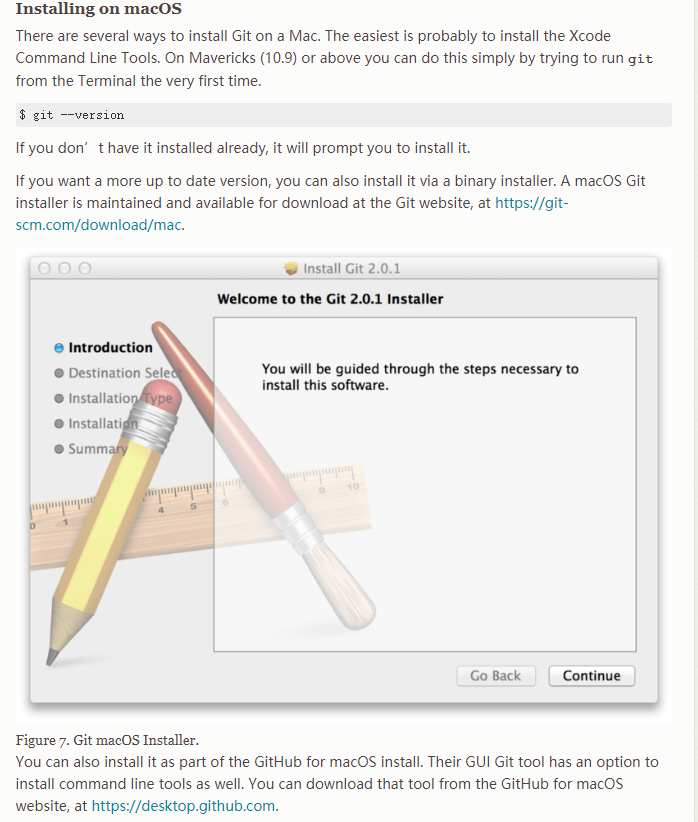 Installing on macOS
There are several ways to install Git on a Mac. The easiest is probably to install the Xcode
Command Line Tools. On Mavericks (10.9) or above you can do this simply by trying to run git
from the Terminal the very first time.
$ git --version
If you don’t have it installed already, it will prompt you to install it.
If you want a more up to date version, you can also install it via a binary installer. A macOS Git
installer is maintained and available for download at the Git website, at https://git-
scm.com/download/mac.
Install Git 2.0.1
Welcome to the Git 2.0.1 Installer
Introduction
Destination Select
Installation Type
Installation
Summary
You will be guided through the steps necessary to
install this software.
0 1 4 5 6 9 10
Go Back Continue
Figure 7. Git macOS Installer.
You can also install it as part of the GitHub for macOS install. Their GUI Git tool has an option to
install command line tools as well. You can download that tool from the GitHub for macOS
website, at https://desktop.github.com.